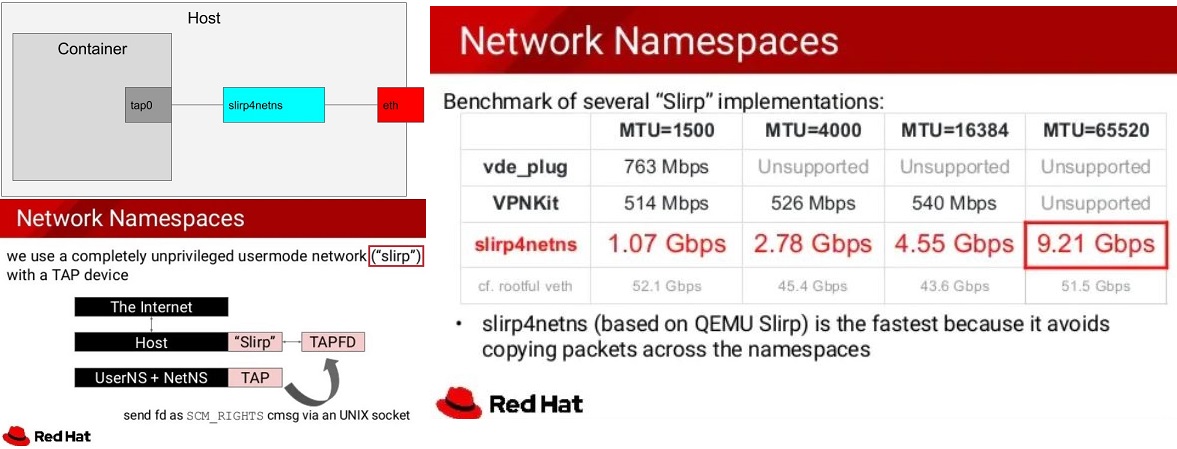 Host
Container
tap0
slirp4netns
eth
Network Namespaces
we use a completely unprivileged usermode network ("slirp")
with a TAP device
The Internet
Host "Slirp" TAPFD
UserNS + NetNS TAP
send fd as SCM_RIGHTS cmsg via an UNIX socket
Red Hat
Network Namespaces
Benchmark of several “Slirp” implementations:
MTU=1500 MTU=4000 MTU=16384 MTU=65520
vde_plug 763 Mbps Unsupported Unsupported Unsupported
VPNKit 514 Mbps 526 Mbps 540 Mbps Unsupported
slirp4netns 1.07 Gbps 2.78 Gbps 4.55 Gbps 9.21 Gbps
cf. rootful veth 52.1 Gbps 45.4 Gbps 43.6 Gbps 51.5 Gbps
• slirp4netns (based on QEMU Slirp) is the fastest because it avoids
copying packets across the namespaces
Red Hat